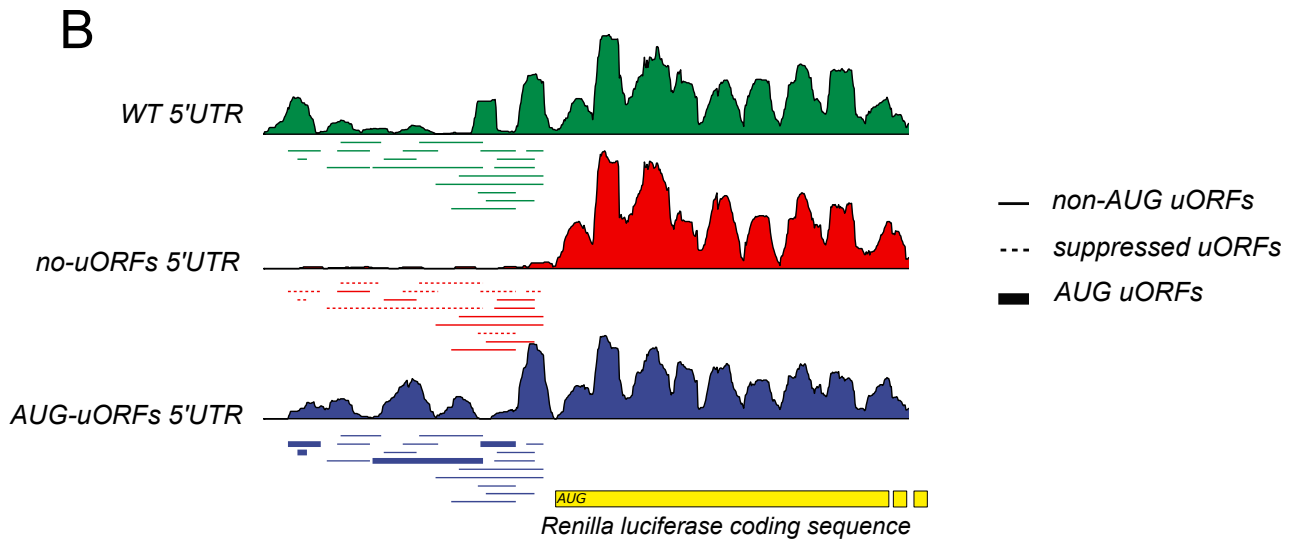 B
WT 5'UTR
no-uORFs 5'UTR
non-AUG uORFs
suppressed uORFs
AUG uORFs
AUG-uORFs 5'UTR
AUG
Renilla luciferase coding sequence